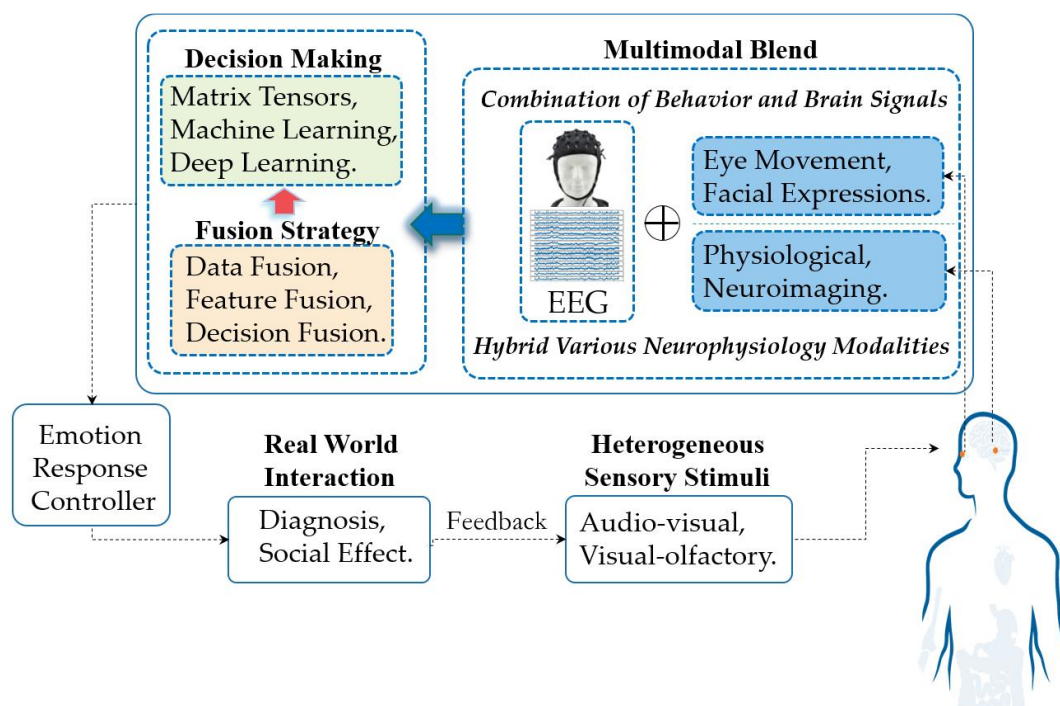 Decision Making
Matrix Tensors,
Machine Learning,
Deep Learning.
Fusion Strategy
Data Fusion,
Feature Fusion,
Decision Fusion.
Multimodal Blend
Combination of Behavior and Brain Signals
EEG
Eye Movement,
Facial Expressions.
Physiological,
Neuroimaging.
Hybrid Various Neurophysiology Modalities
Emotion
Response
Controller
Real World
Interaction
Diagnosis,
Social Effect.
Feedback
Heterogeneous
Sensory Stimuli
Audio-visual,
Visual-olfactory.